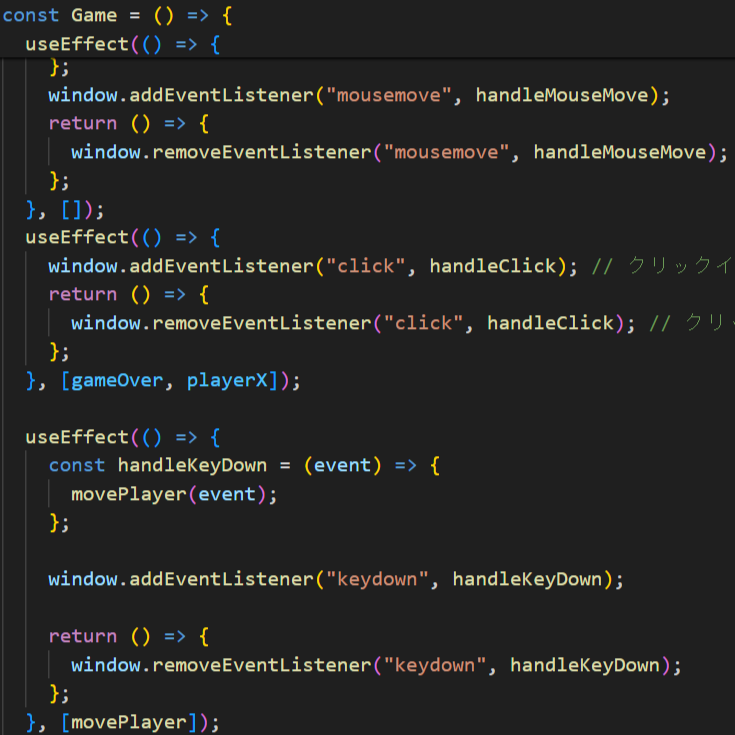 const Game = () => {
  useEffect(() => {
    };
    window.addEventListener("mousemove", handleMouseMove);
    return () => {
      window.removeEventListener("mousemove", handleMouseMove);
    };
  }, []);
  useEffect(() => {
    window.addEventListener("click", handleClick); // クリックイ
    return () => {
      window.removeEventListener("click", handleClick); // クリ
    };
  }, [gameOver, playerX]);
  useEffect(() => {
    const handleKeyDown = (event) => {
      movePlayer(event);
    };
    window.addEventListener("keydown", handleKeyDown);
    return () => {
      window.removeEventListener("keydown", handleKeyDown);
    };
  }, [movePlayer]);